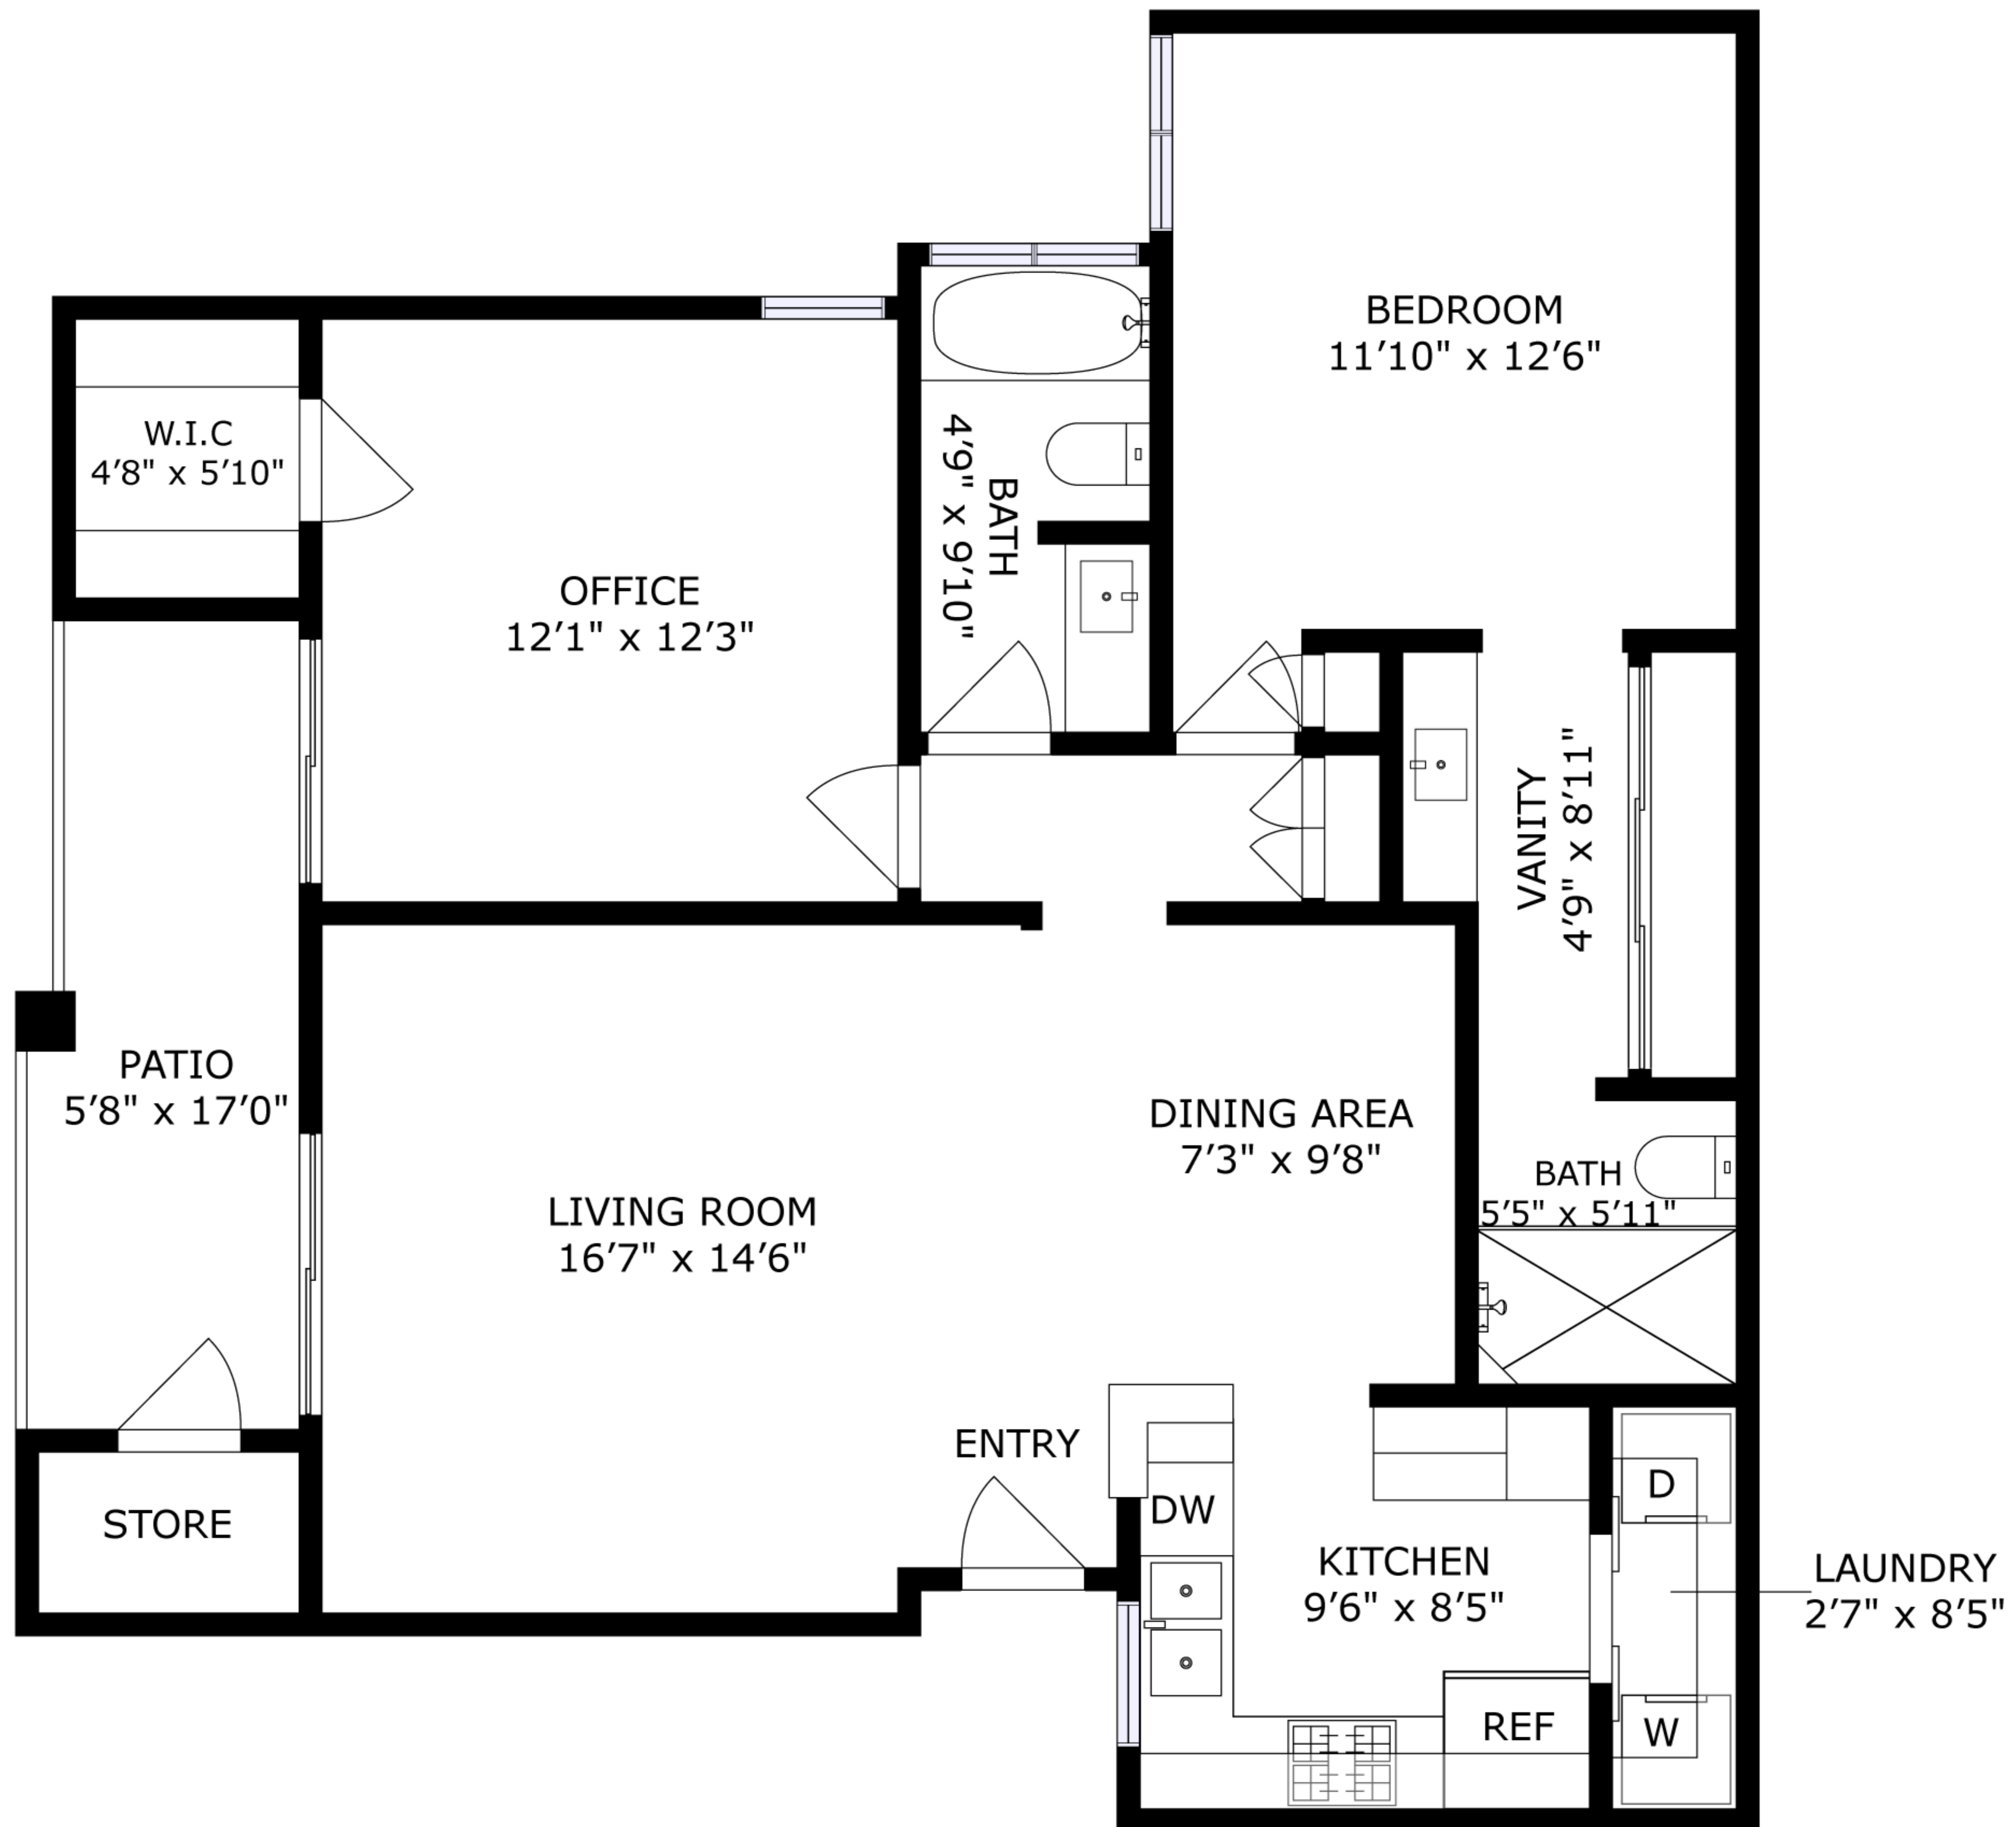 BEDROOM
11'10" x 12'6"
W.I.C
4'8" x 5'10"
BATH
4'9" x 9'10"
OFFICE
12'1" x 12'3"
VANITY
4'9" x 8'11"
PATIO
5'8" x 17'0"
DINING AREA
7'3" x 9'8"
BATH
5'5" x 5'11"
LIVING ROOM
16'7" x 14'6"
ENTRY
D
DW
STORE
KITCHEN
9'6" x 8'5"
LAUNDRY
2'7" x 8'5"
REF
W